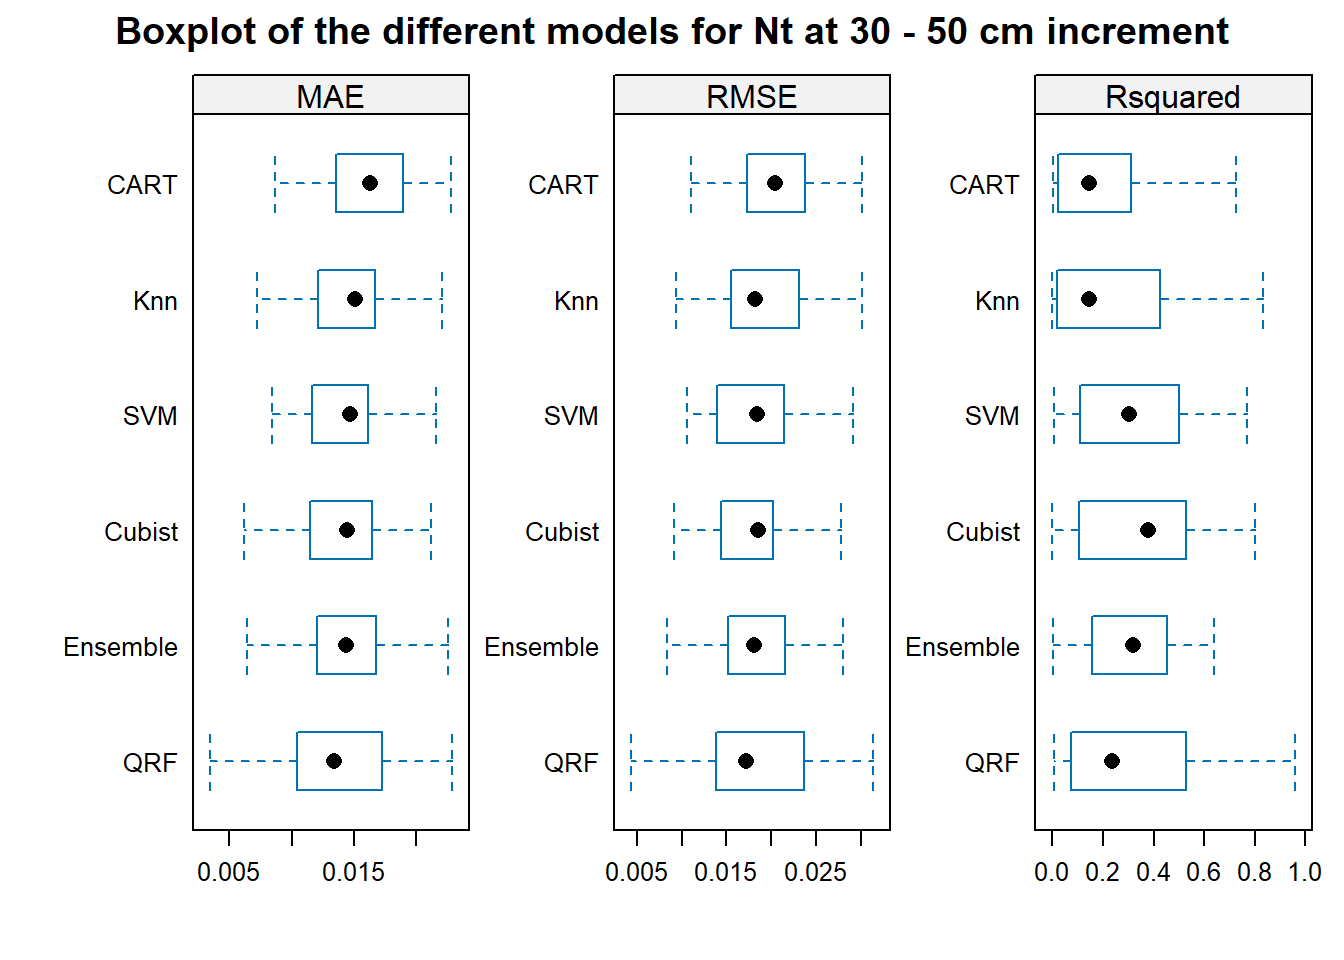 Boxplot of the different models for Nt at 30 - 50 cm increment
MAE
CART
Knn
SVM
Cubist
Ensemble
QRF
0.005 0.015
RMSE
CART
Knn
SVM
Cubist
Ensemble
QRF
0.005 0.015 0.025
Rsquared
CART
Knn
SVM
Cubist
Ensemble
QRF
0.0 0.2 0.4 0.6 0.8 1.0